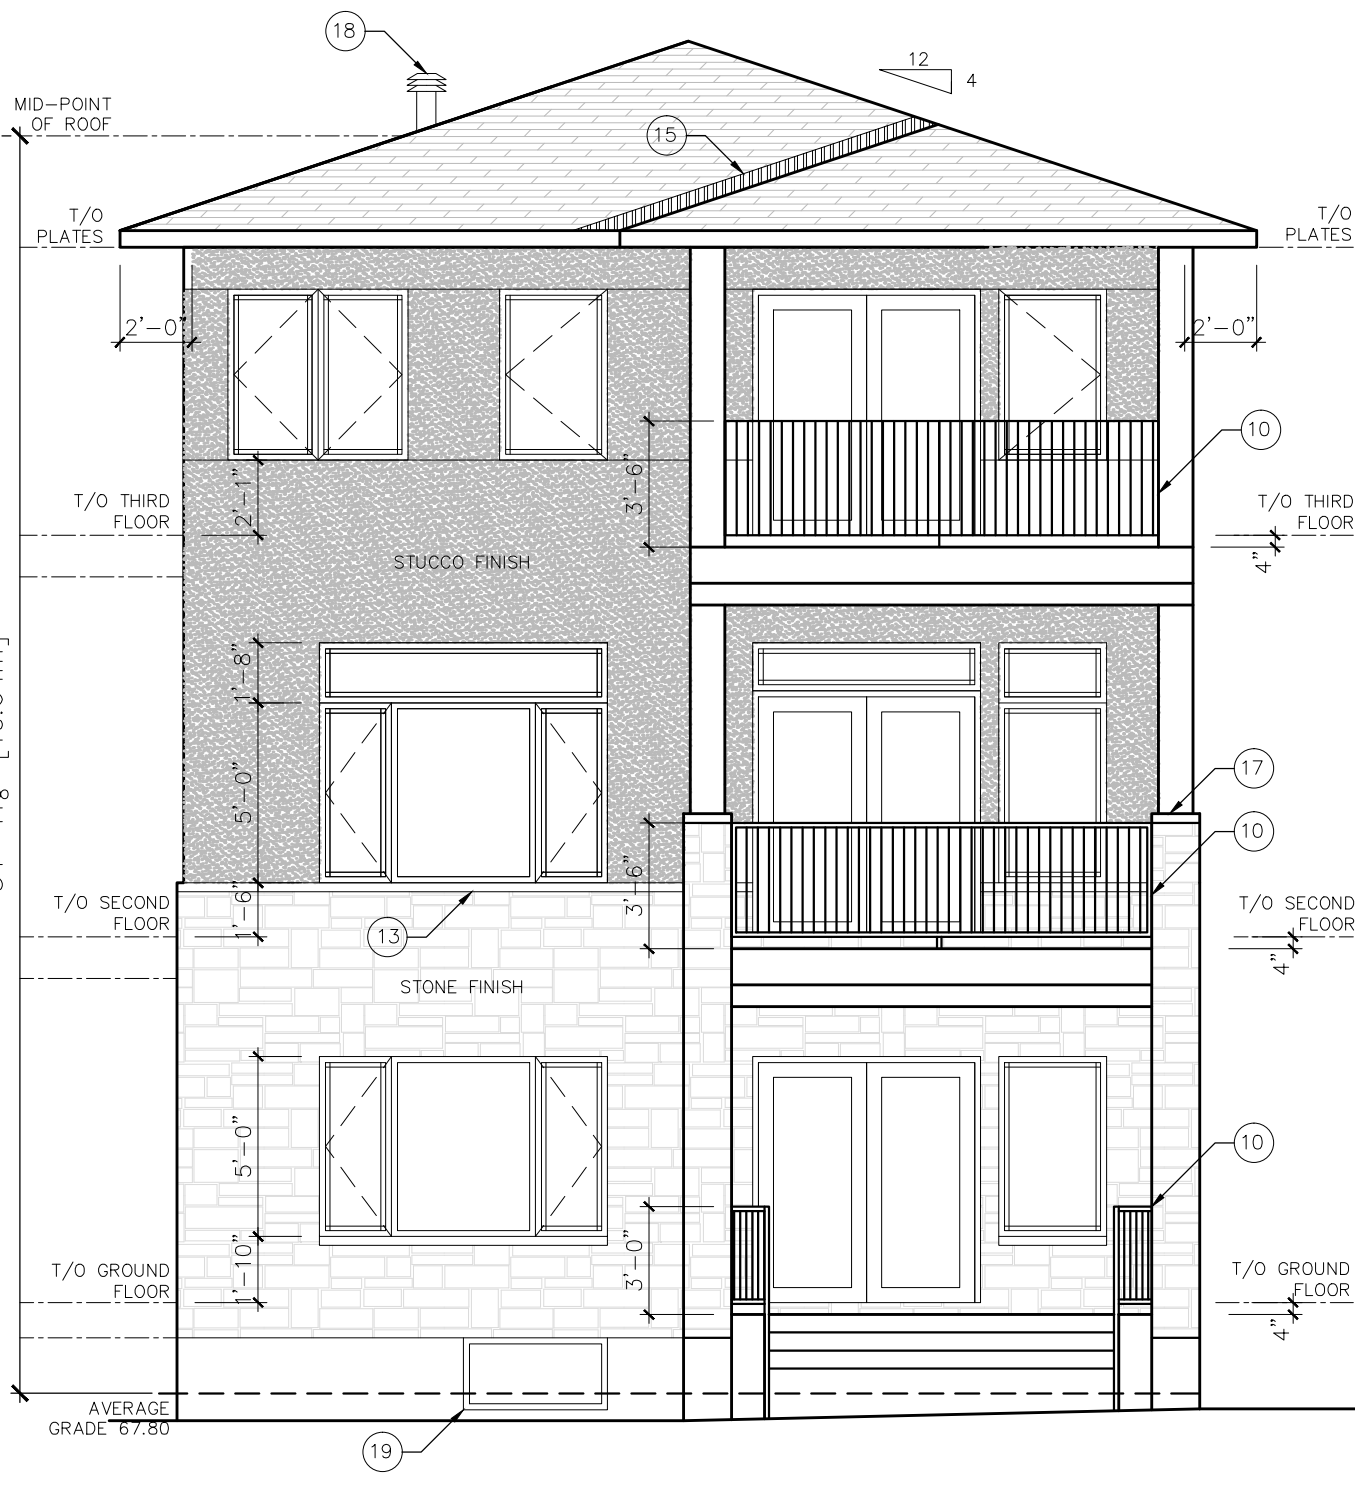 18
12
4
MID-POINT
OF ROOF
15
T/O
PLATES
T/O
PLATES
2'-0"
2'-0"
10
3'-6"
2'-1"
T/O THIRD
FLOOR
T/O THIRD
FLOOR
4"
STUCCO FINISH
1'-8"
5'-0"
17
10
3'-6"
1'-6"
T/O SECOND
FLOOR
T/O SECOND
FLOOR
13
4"
STONE FINISH
5'-0"
10
3'-0"
1'-10"
T/O GROUND
FLOOR
T/O GROUND
FLOOR
4"
AVERAGE
GRADE 67.80
19